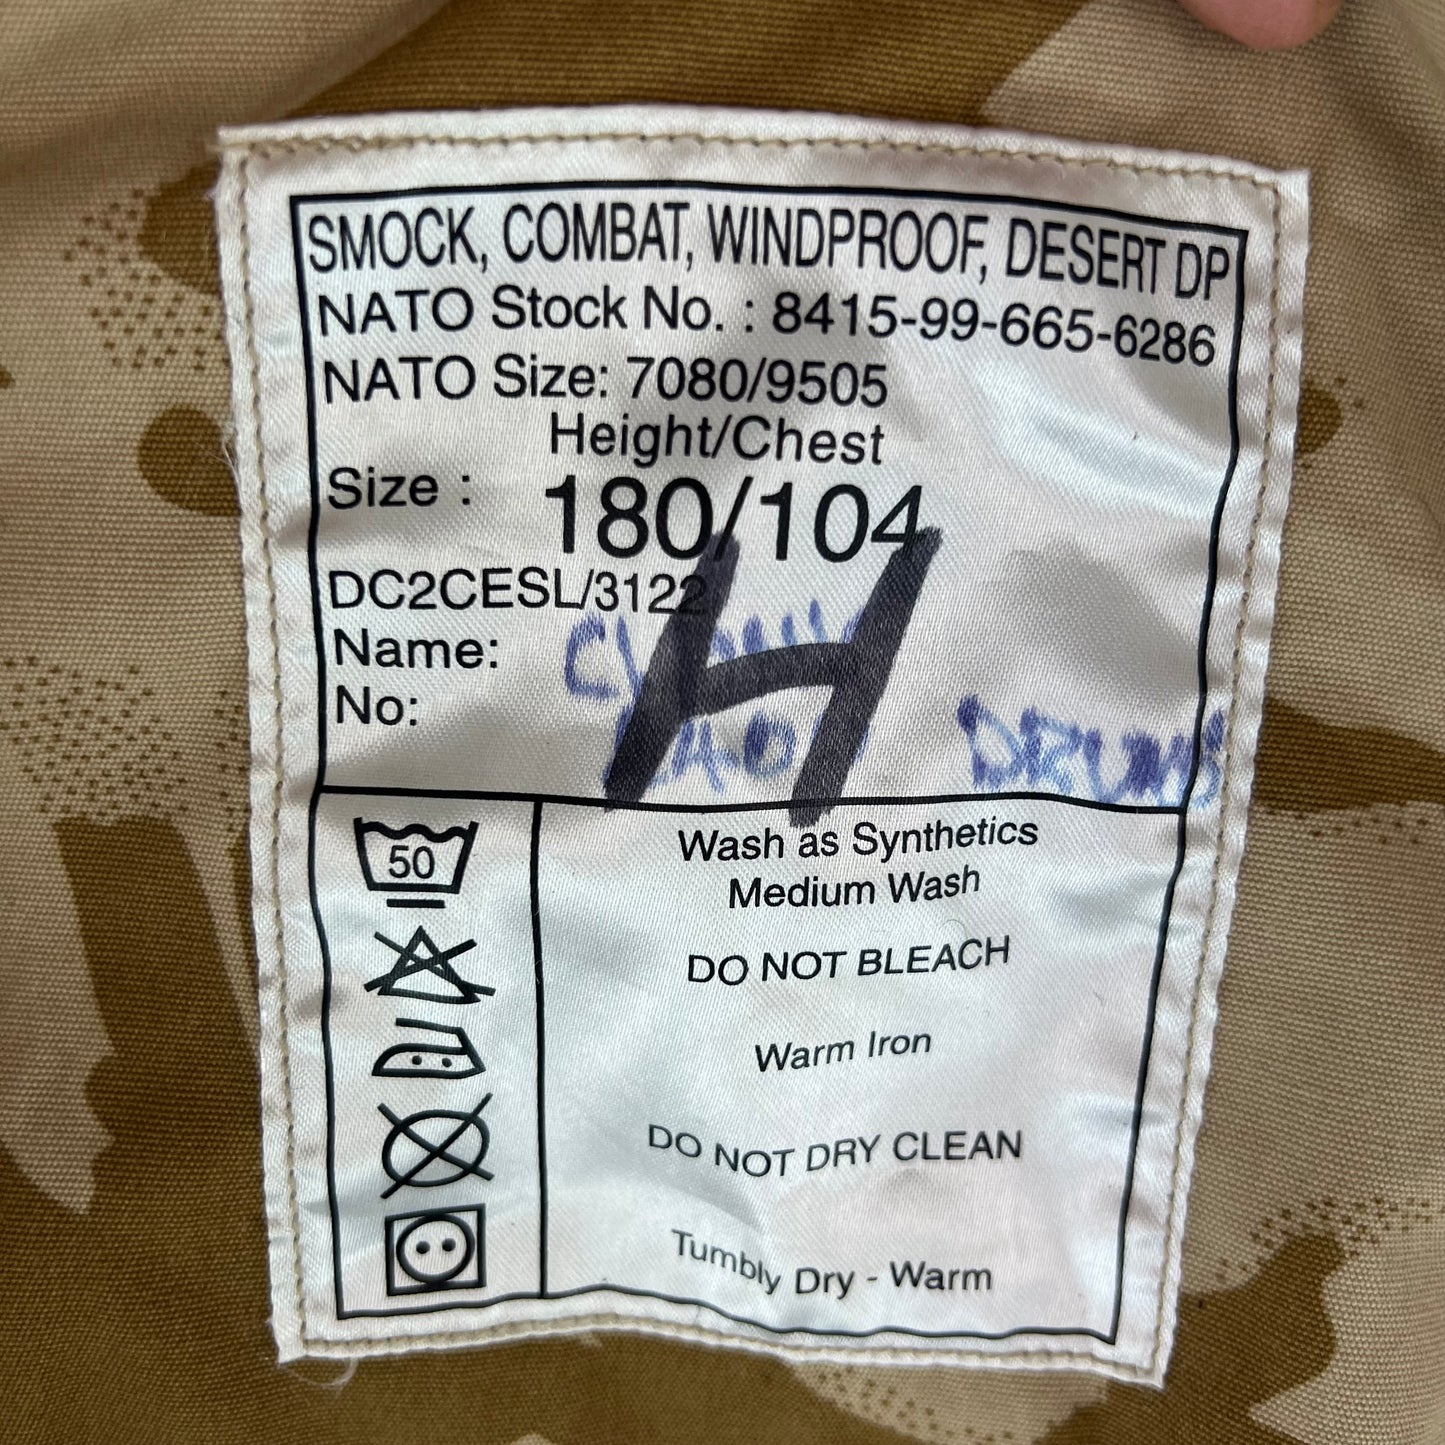 SMOCK, COMBAT, WINDPROOF, DESERT DP
NATO Stock No. : 8415-99-665-6286
NATO Size: 7080/9505
Height/Chest
Size : 180/104
DC2CESL/3122
Name:
No:
H
DRUMS
50
Wash as Synthetics
Medium Wash
DO NOT BLEACH
Warm Iron
DO NOT DRY CLEAN
Tumbly Dry - Warm